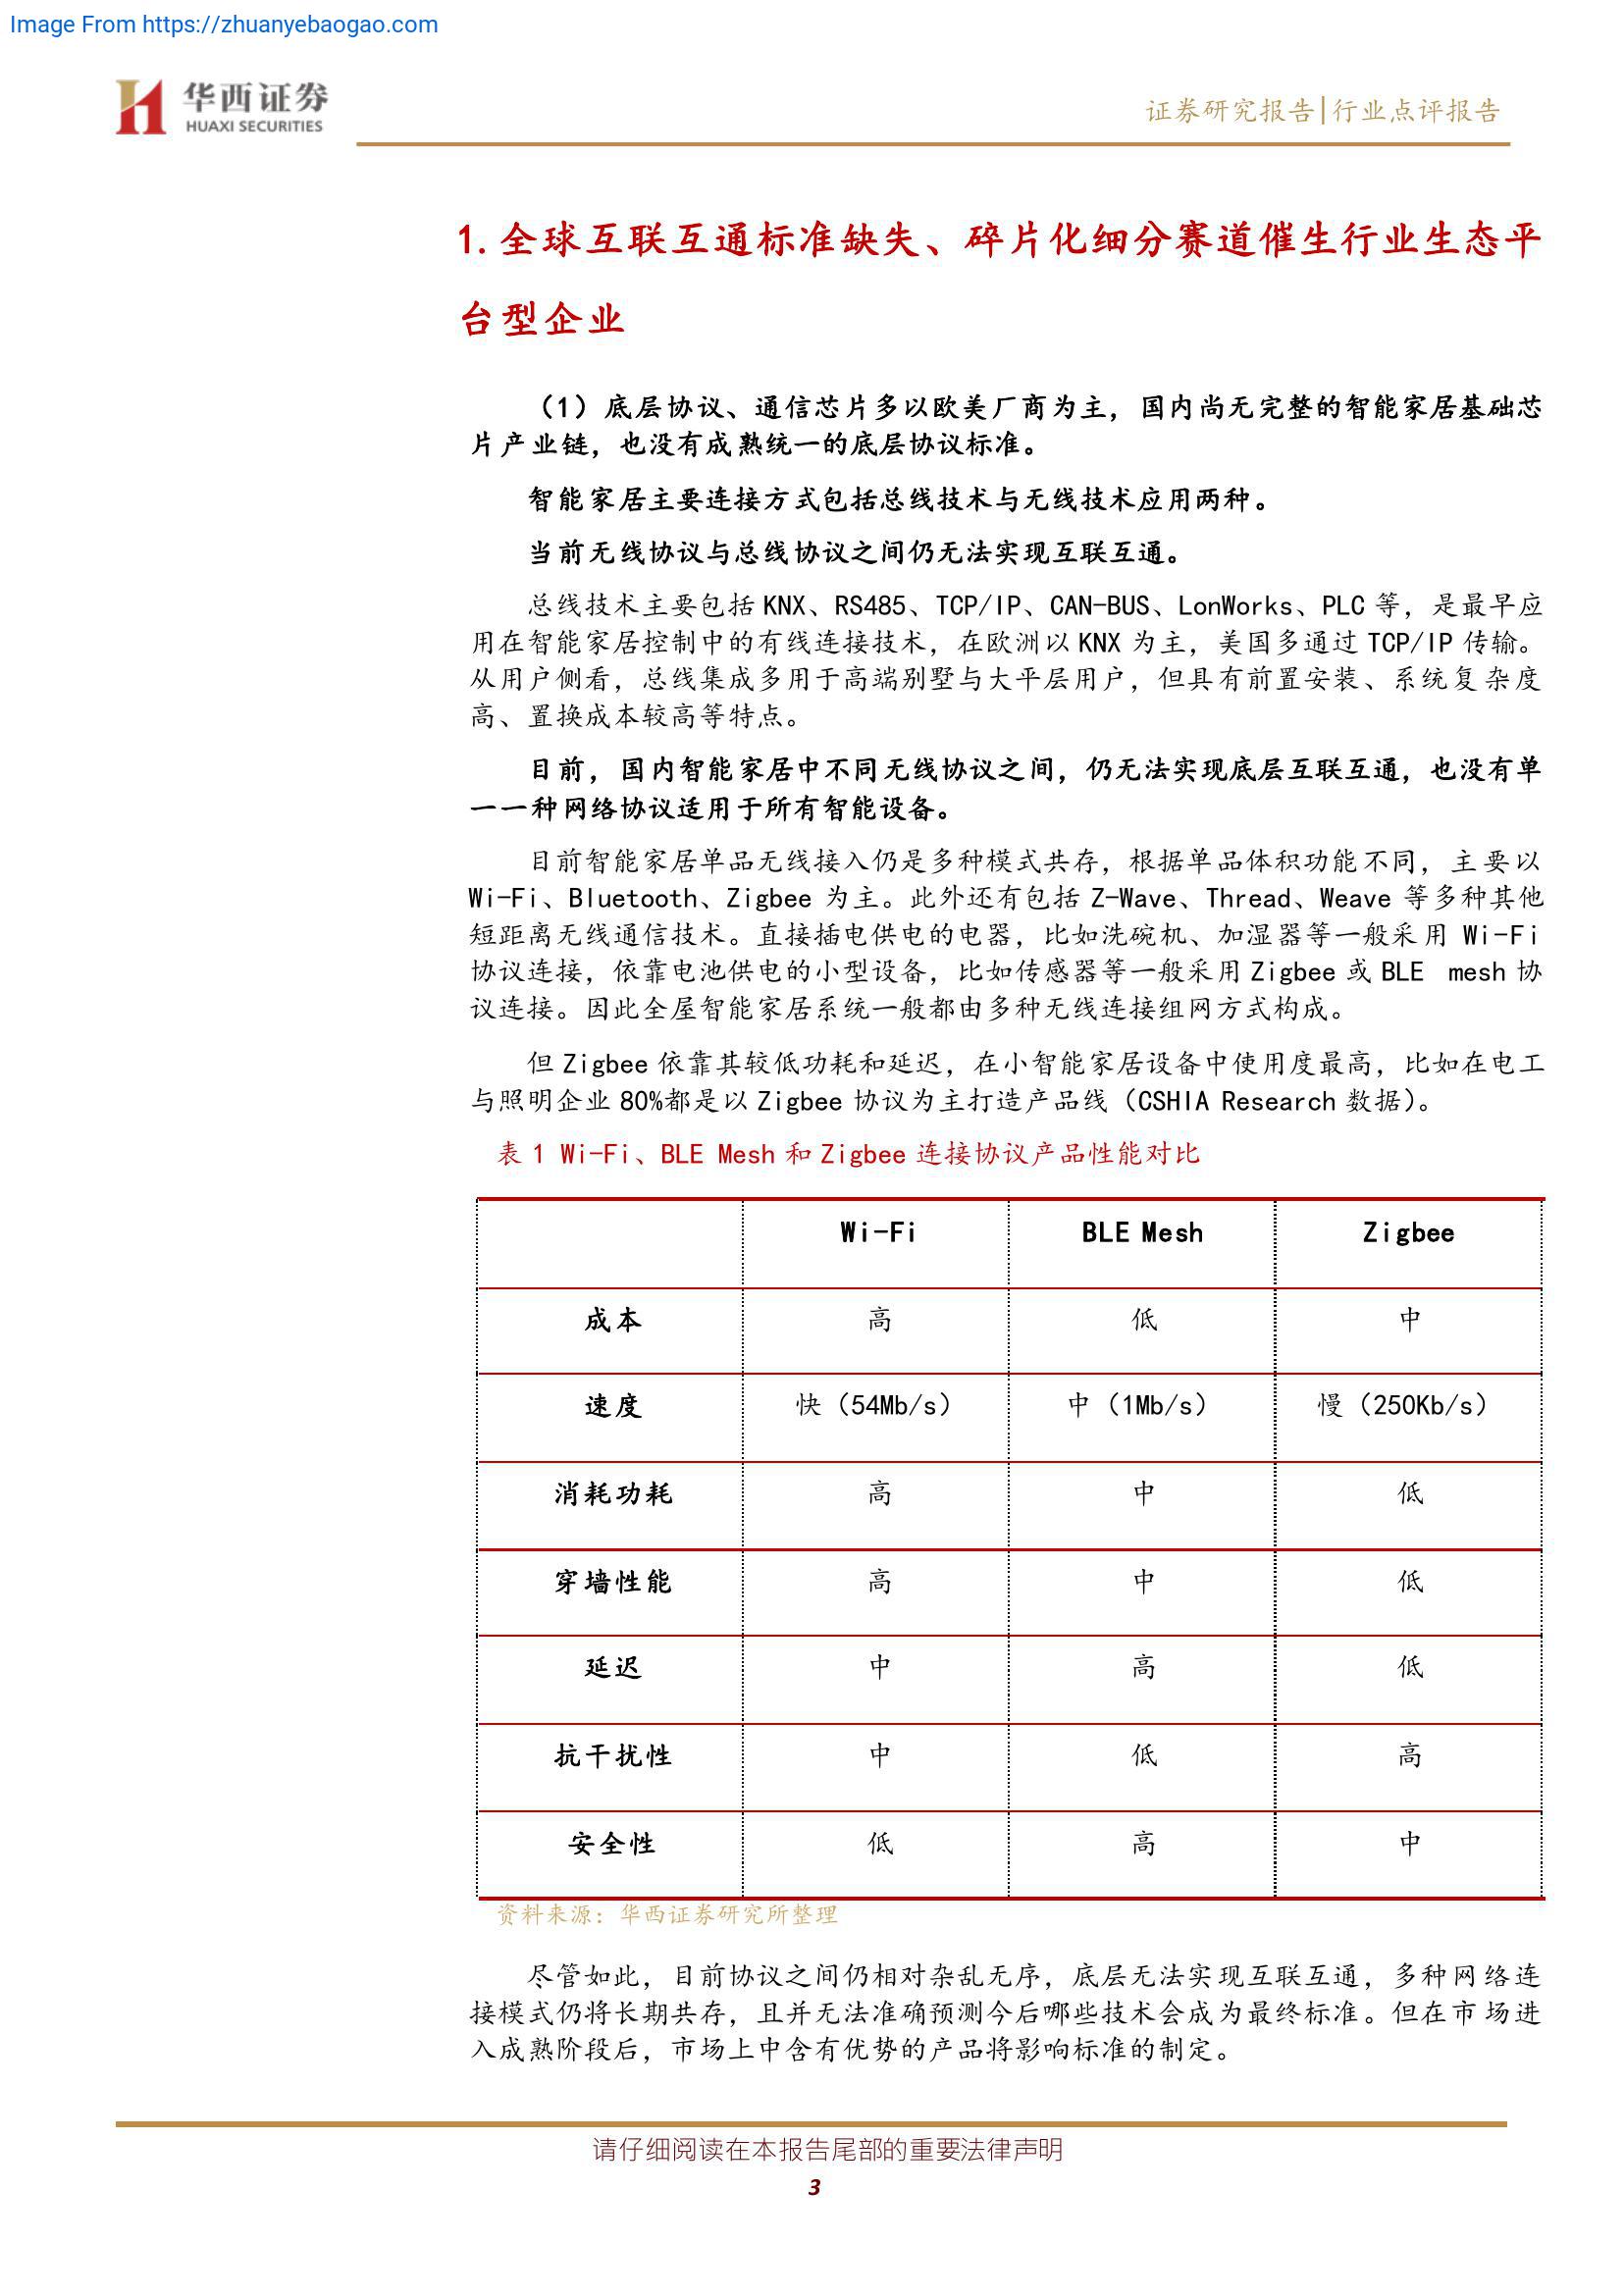 Image From https://zhuanyebaogao.com
华西证券
HUAXI SECURITIES
证券研究报告|行业点评报告
1.全球互联互通标准缺失、碎片化细分赛道催生行业生态平
台型企业
（1）底层协议、通信芯片多以欧美厂商为主，国内尚无完整的智能家居基础芯
片产业链，也没有成熟统一的底层协议标准。
智能家居主要连接方式包括总线技术与无线技术应用两种。
当前无线协议与总线协议之间仍无法实现互联互通。
总线技术主要包括 KNX、RS485、TCP/IP、CAN-BUS、LonWorks、PLC 等，是最早应
用在智能家居控制中的有线连接技术，在欧洲以 KNX 为主，美国多通过 TCP/IP 传输。
从用户侧看，总线集成多用于高端别墅与大平层用户，但具有前置安装、系统复杂度
高、置换成本较高等特点。
目前，国内智能家居中不同无线协议之间，仍无法实现底层互联互通，也没有单
一一种网络协议适用于所有智能设备。
目前智能家居单品无线接入仍是多种模式共存，根据单品体积功能不同，主要以
Wi-Fi、Bluetooth、Zigbee 为主。此外还有包括 Z-Wave、Thread、Weave 等多种其他
短距离无线通信技术。直接插电供电的电器，比如洗碗机、加湿器等一般采用 Wi-Fi
协议连接，依靠电池供电的小型设备，比如传感器等一般采用 Zigbee 或 BLE mesh 协
议连接。因此全屋智能家居系统一般都由多种无线连接组网方式构成。
但 Zigbee 依靠其较低功耗和延迟，在小智能家居设备中使用度最高，比如在电工
与照明企业 80%都是以 Zigbee 协议为主打造产品线（CSHIA Research 数据）。
表 1 Wi-Fi、BLE Mesh 和 Zigbee 连接协议产品性能对比
Wi-Fi BLE Mesh Zigbee
成本 高 低 中
速度 快（54Mb/s） 中（1Mb/s） 慢（250Kb/s）
消耗功耗 高 中 低
穿墙性能 高 中 低
延迟 中 高 低
抗干扰性 中 低 高
安全性 低 高 中
资料来源：华西证券研究所整理
尽管如此，目前协议之间仍相对杂乱无序，底层无法实现互联互通，多种网络连
接模式仍将长期共存，且并无法准确预测今后哪些技术会成为最终标准。但在市场进
入成熟阶段后，市场上中含有优势的产品将影响标准的制定。
请仔细阅读在本报告尾部的重要法律声明
3